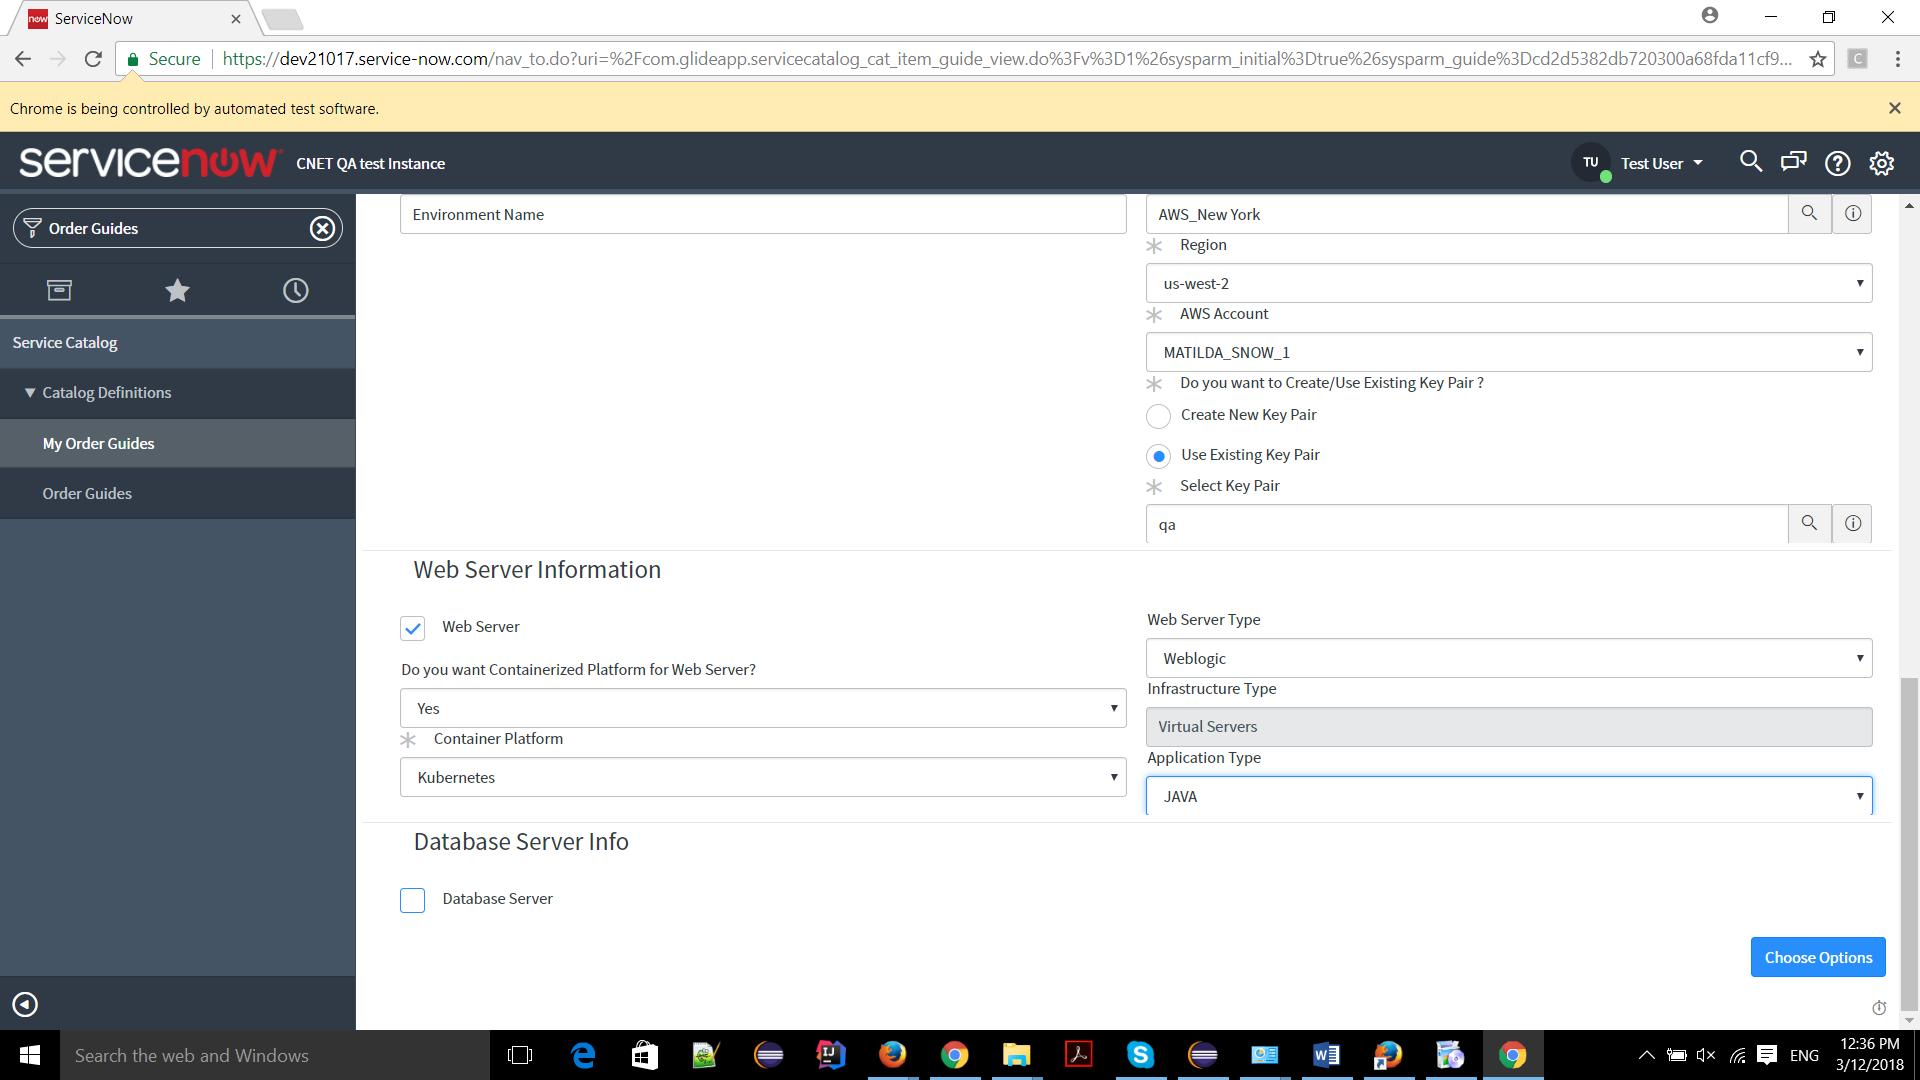 now ServiceNow
Secure https://dev21017.service-now.com/nav_to.do?uri=%2Fcom.glideapp.servicecatalog_cat_item_guide_view.do%3Fv%3D1%26sysparm_initial%3Dtrue%26sysparm_guide%3Dcd2d5382db720300a68fda11cf9... C
Chrome is being controlled by automated test software.
servicenow CNET QA test Instance TU Test User
Order Guides
Service Catalog
Catalog Definitions
My Order Guides
Order Guides
Environment Name
AWS_New York
Region
us-west-2
AWS Account
MATILDA_SNOW_1
Do you want to Create/Use Existing Key Pair ?
Create New Key Pair
Use Existing Key Pair
Select Key Pair
qa
Web Server Information
Web Server
Do you want Containerized Platform for Web Server?
Yes
Container Platform
Kubernetes
Web Server Type
Weblogic
Infrastructure Type
Virtual Servers
Application Type
JAVA
Database Server Info
Database Server
Choose Options
Search the web and Windows
ENG
12:36 PM
3/12/2018